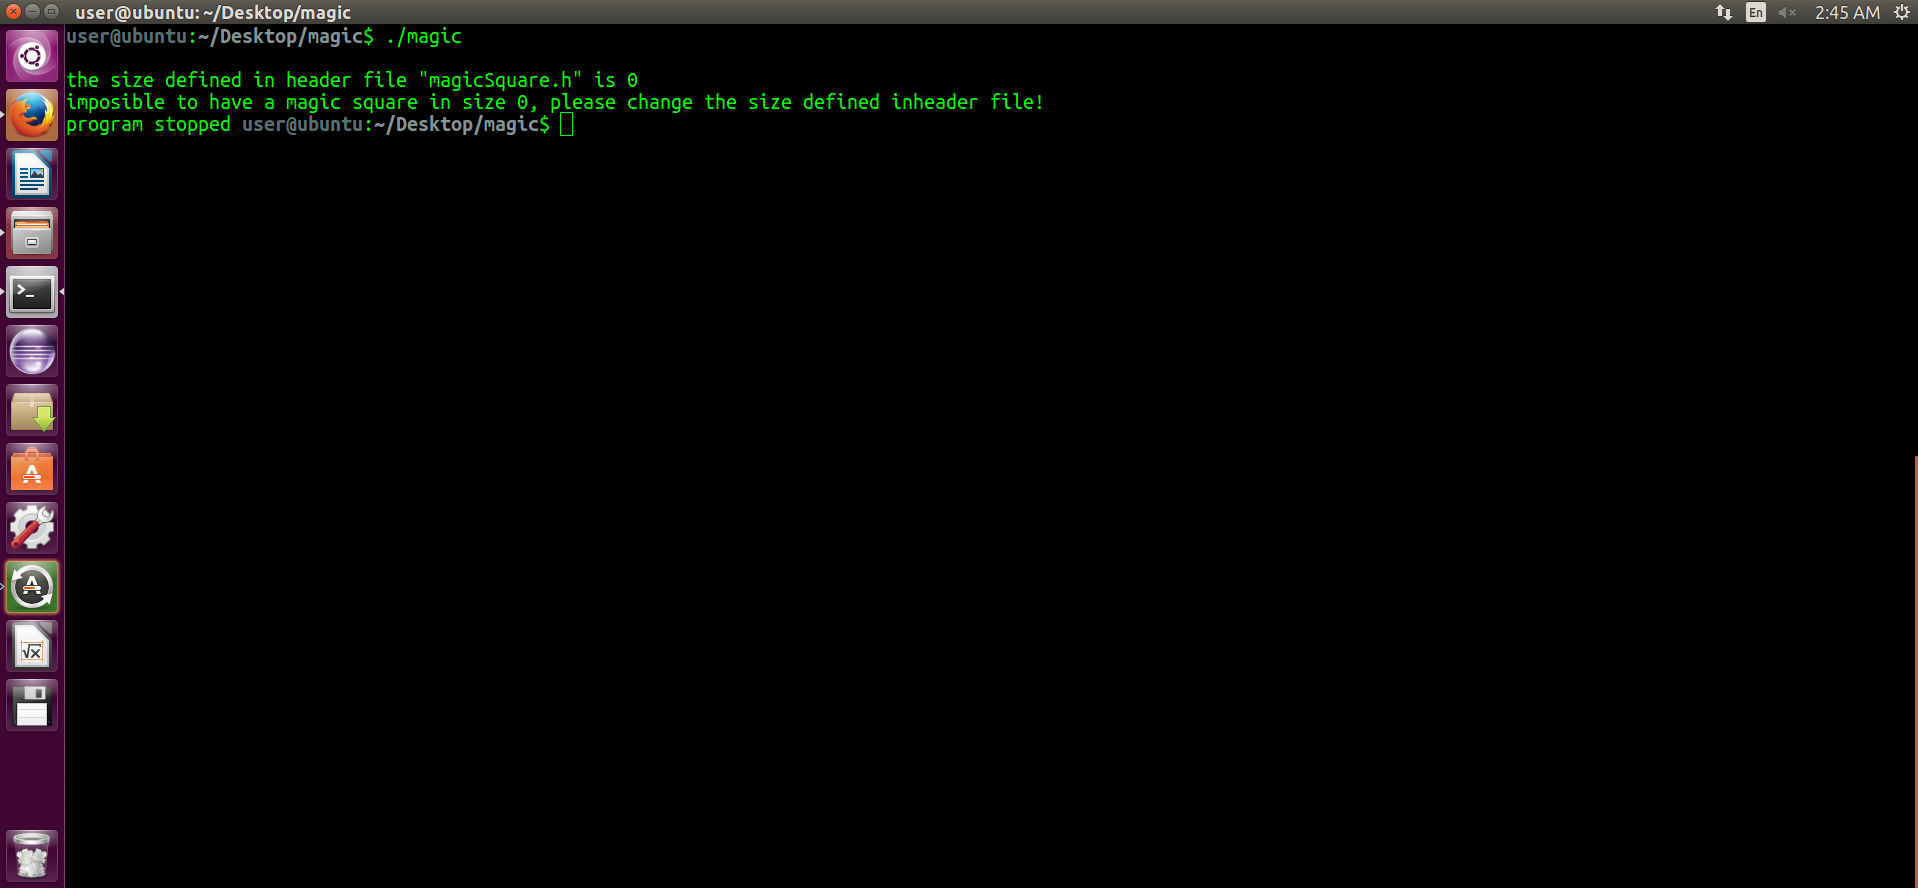 user@ubuntu: ~/Desktop/magic
En
2:45 AM
user@ubuntu:~/Desktop/magic$ ./magic
the size defined in header file "magicSquare.h" is 0
imposible to have a magic square in size 0, please change the size defined inheader file!
program stopped user@ubuntu:~/Desktop/magic$